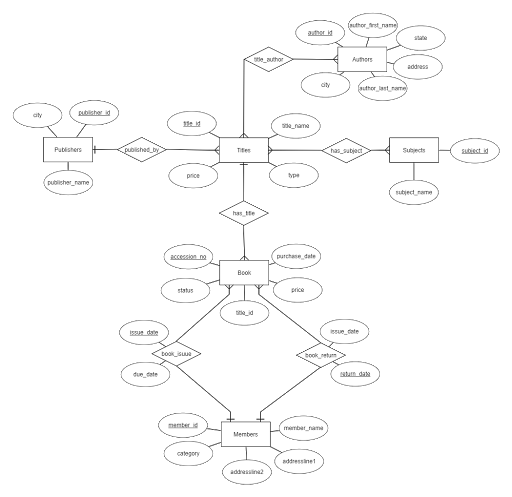 author_first_name
author_id
state
title_author
Authors
address
city
author_last_name
city
publisher_id
title_id
title_name
Publishers
published_by
Titles
has_subject
Subjects
subject_id
publisher_name
price
type
subject_name
has_title
accession_no
purchase_date
Book
status
price
title_id
issue_date
issue_date
book_isuue
book_return
due_date
return_date
member_id
member_name
Members
category
addressline1
addressline2